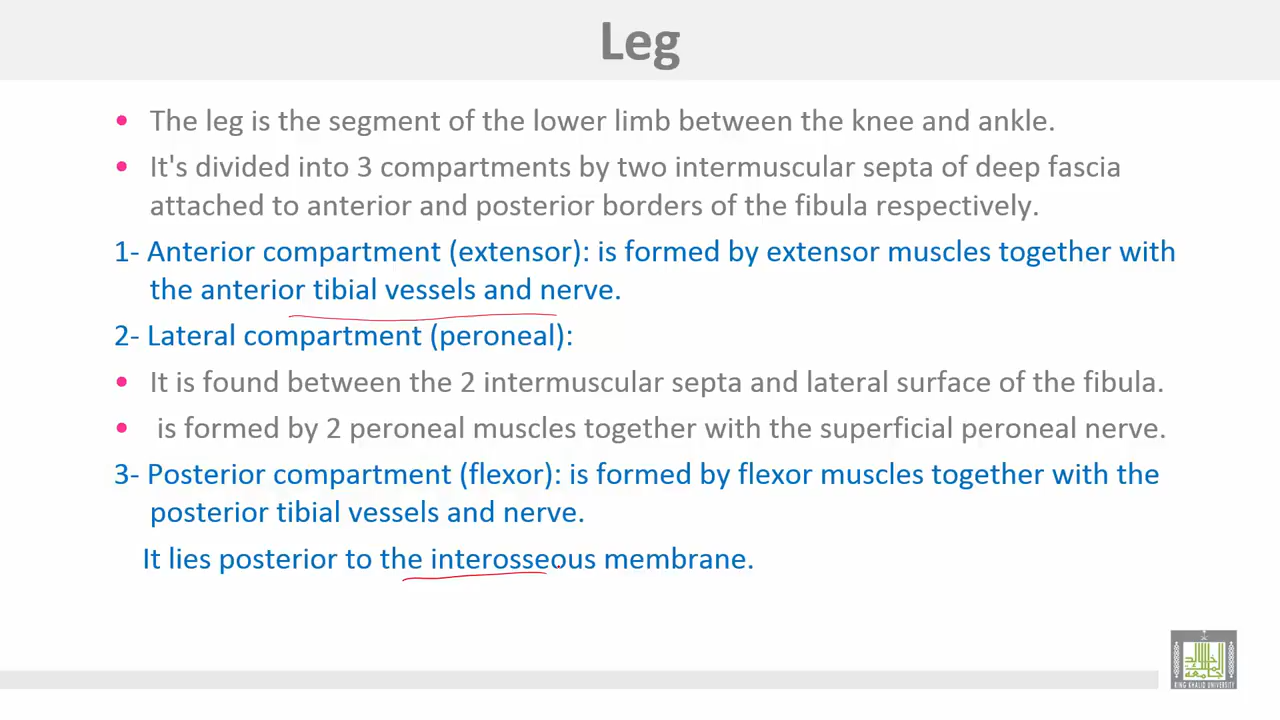 Leg
• The leg is the segment of the lower limb between the knee and ankle.
• It's divided into 3 compartments by two intermuscular septa of deep fascia
attached to anterior and posterior borders of the fibula respectively.
1- Anterior compartment (extensor): is formed by extensor muscles together with
the anterior tibial vessels and nerve.
2- Lateral compartment (peroneal):
• It is found between the 2 intermuscular septa and lateral surface of the fibula.
• is formed by 2 peroneal muscles together with the superficial peroneal nerve.
3- Posterior compartment (flexor): is formed by flexor muscles together with the
posterior tibial vessels and nerve.
It lies posterior to the interosseous membrane.
KING KHALID UNIVERSITY